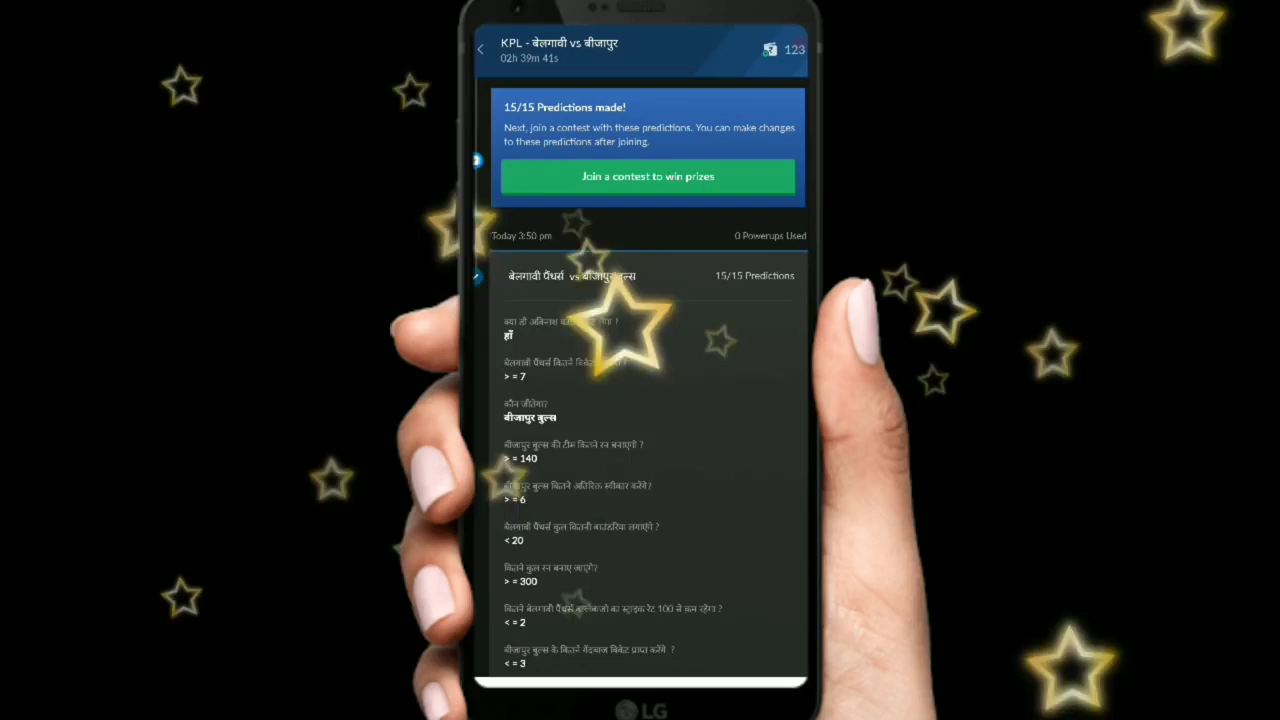 KPL - बेलगावी vs बीजापुर
123
02h 39m 41s
15/15 Predictions made!
Next, join a contest with these predictions. You can make changes
to these predictions after joining.
Join a contest to win prizes
Today 3:50 pm
0 Powerups Used
बेलगावी पैंथर्स vs बीजापुर बुल्स
15/15 Predictions
क्या डी अविनाश
हाँ
बेलगावी पैंथर्स कितने विकेट
> = 7
कौन जीतेगा?
बीजापुर बुल्स
बीजापुर बुल्स की टीम कितने रन बनाएगी ?
> = 140
बीजापुर बुल्स कितने अतिरिक्त स्वीकार करेंगे?
> = 6
बेलगावी पैंथर्स कुल कितनी बाउंडरिया लगाएंगे ?
< 20
कितने कुल रन बनाए जाएंगे?
> = 300
कितने बेलगावी पैंथर्स बल्लेबाजो का स्ट्राइक रेट 100 से कम रहेगा ?
< = 2
बीजापुर बुल्स के कितने गेंदबाज विकेट प्राप्त करेंगे ?
< = 3
LG